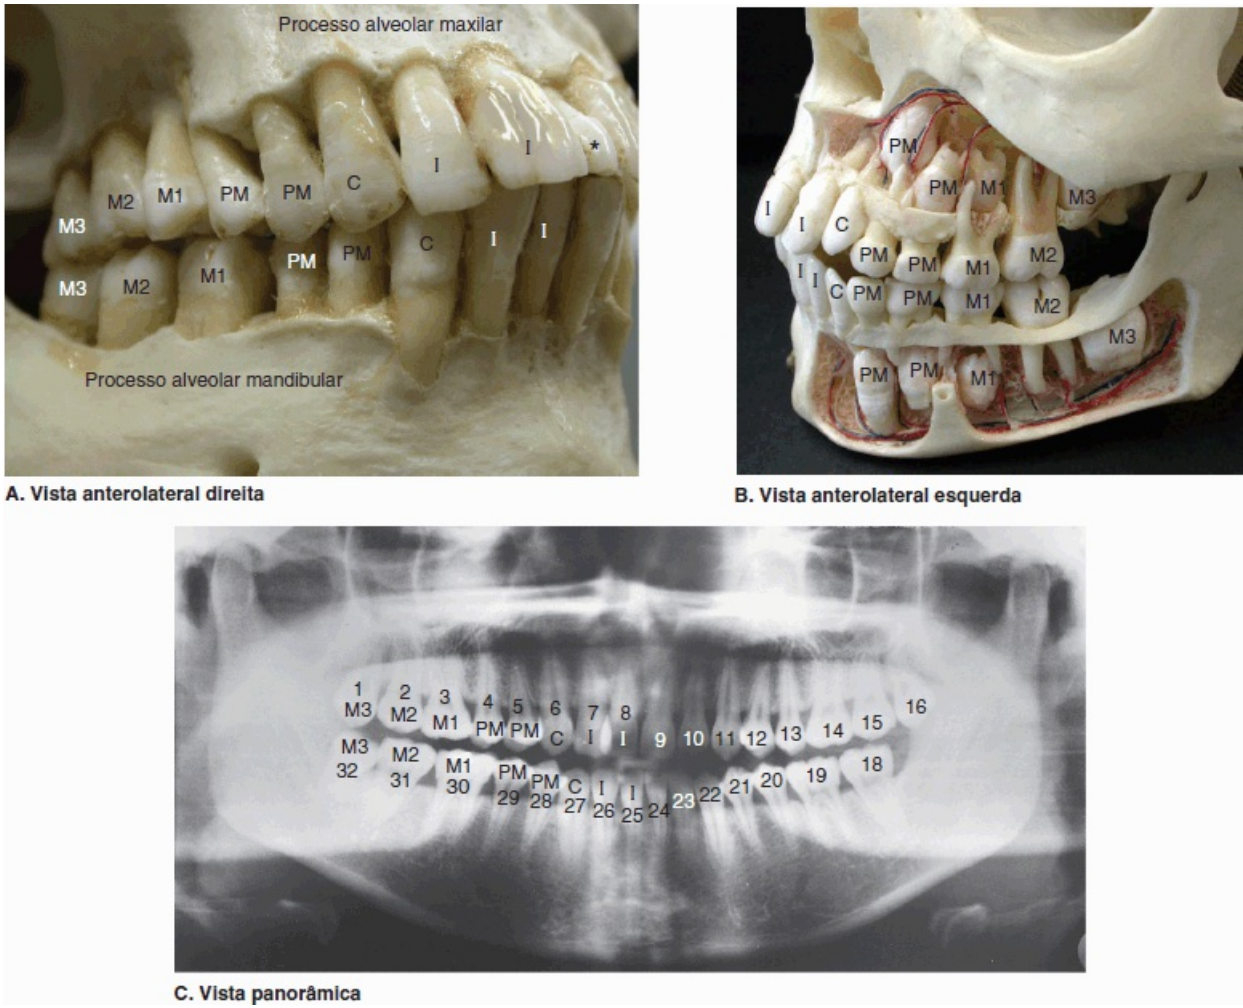 Processo alveolar maxilar
M3 M2 M1 PM PM C I I *
M3 M2 M1 PM PM C I I
Processo alveolar mandibular
A. Vista anterolateral direita
PM
PM M1 M3
I I C PM PM M1 M2
I I C PM PM M1 M2
M3
PM PM M1
B. Vista anterolateral esquerda
1 2 3 4 5 6 7 8 9 10 11 12 13 14 15 16
M3 M2 M1 PM PM C I I
M3 M2 M1 PM PM C I I
32 31 30 29 28 27 26 25 24 23 22 21 20 19 18
C. Vista panorâmica